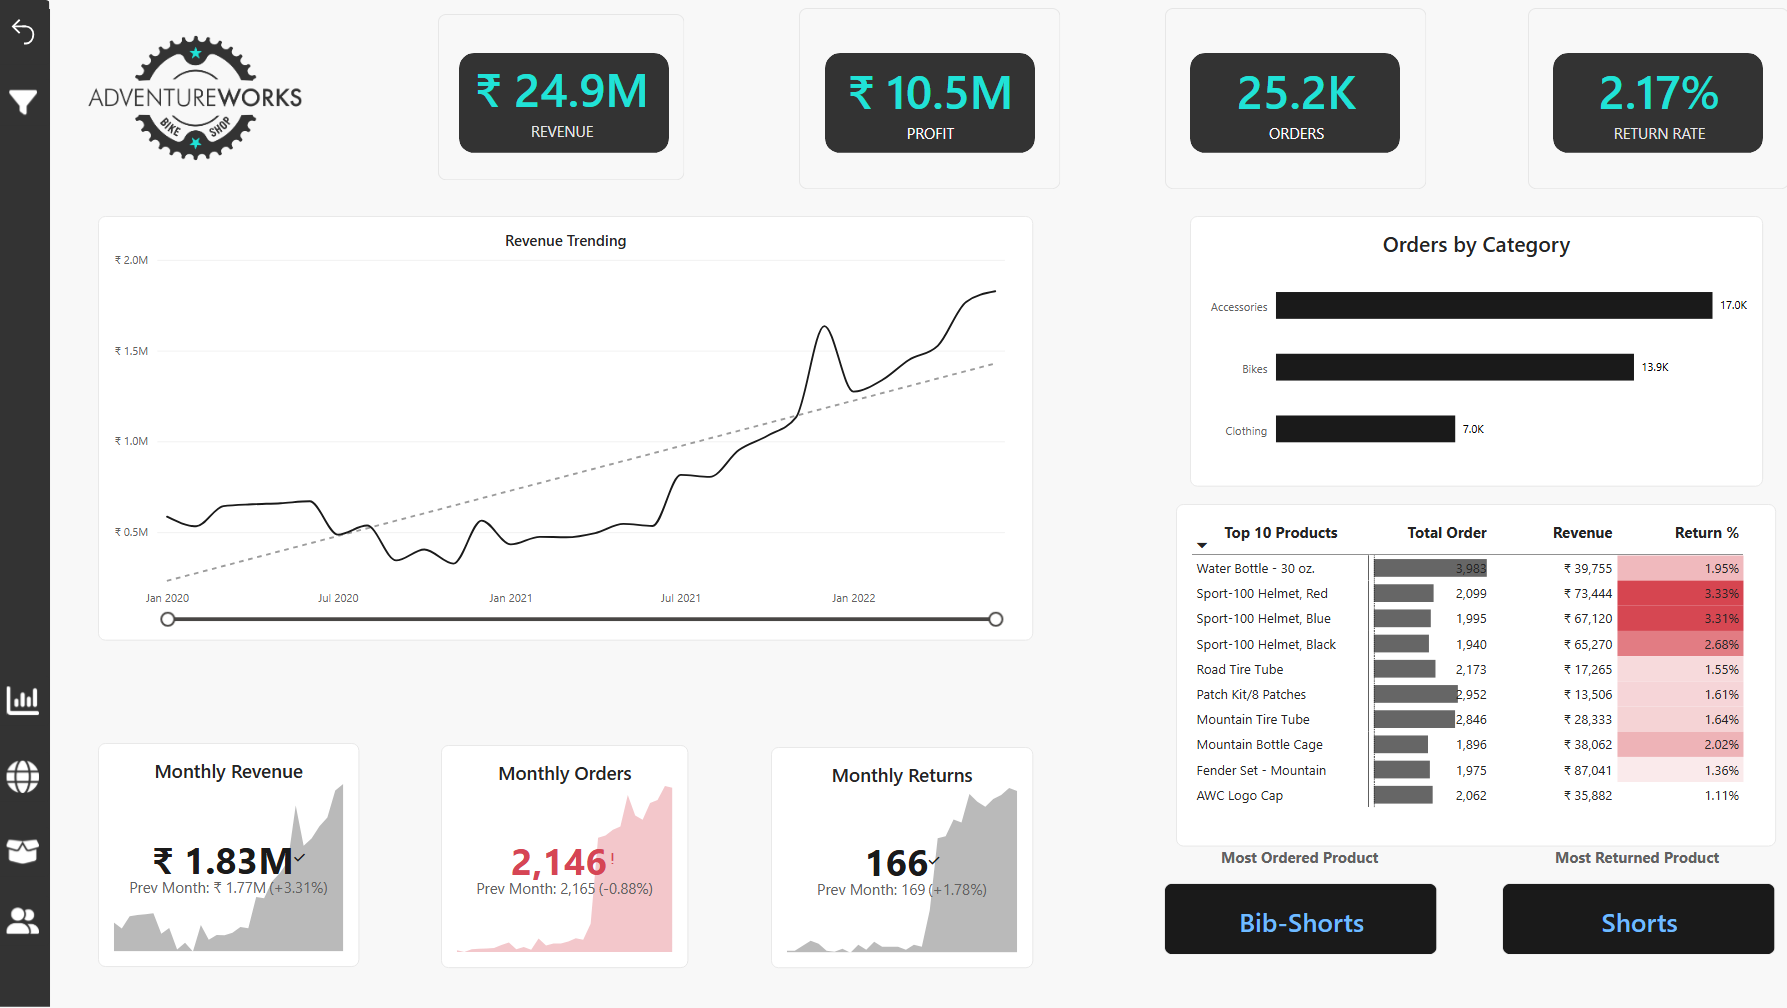 ADVENTUREWORKS
BIKE SHOP
₹ 24.9M
REVENUE
₹ 10.5M
PROFIT
25.2K
ORDERS
2.17%
RETURN RATE
Revenue Trending
₹ 2.0M
₹ 1.5M
₹ 1.0M
₹ 0.5M
Jan 2020 Jul 2020 Jan 2021 Jul 2021 Jan 2022
Orders by Category
Accessories 17.0K
Bikes 13.9K
Clothing 7.0K
Top 10 Products Total Order Revenue Return %
Water Bottle - 30 oz. 3,983 ₹ 39,755 1.95%
Sport-100 Helmet, Red 2,099 ₹ 73,444 3.33%
Sport-100 Helmet, Blue 1,995 ₹ 67,120 3.31%
Sport-100 Helmet, Black 1,940 ₹ 65,270 2.68%
Road Tire Tube 2,173 ₹ 17,265 1.55%
Patch Kit/8 Patches 2,952 ₹ 13,506 1.61%
Mountain Tire Tube 2,846 ₹ 28,333 1.64%
Mountain Bottle Cage 1,896 ₹ 38,062 2.02%
Fender Set - Mountain 1,975 ₹ 87,041 1.36%
AWC Logo Cap 2,062 ₹ 35,882 1.11%
Monthly Revenue
₹ 1.83M
Prev Month: ₹ 1.77M (+3.31%)
Monthly Orders
2,146!
Prev Month: 2,165 (-0.88%)
Monthly Returns
166
Prev Month: 169 (+1.78%)
Most Ordered Product
Bib-Shorts
Most Returned Product
Shorts